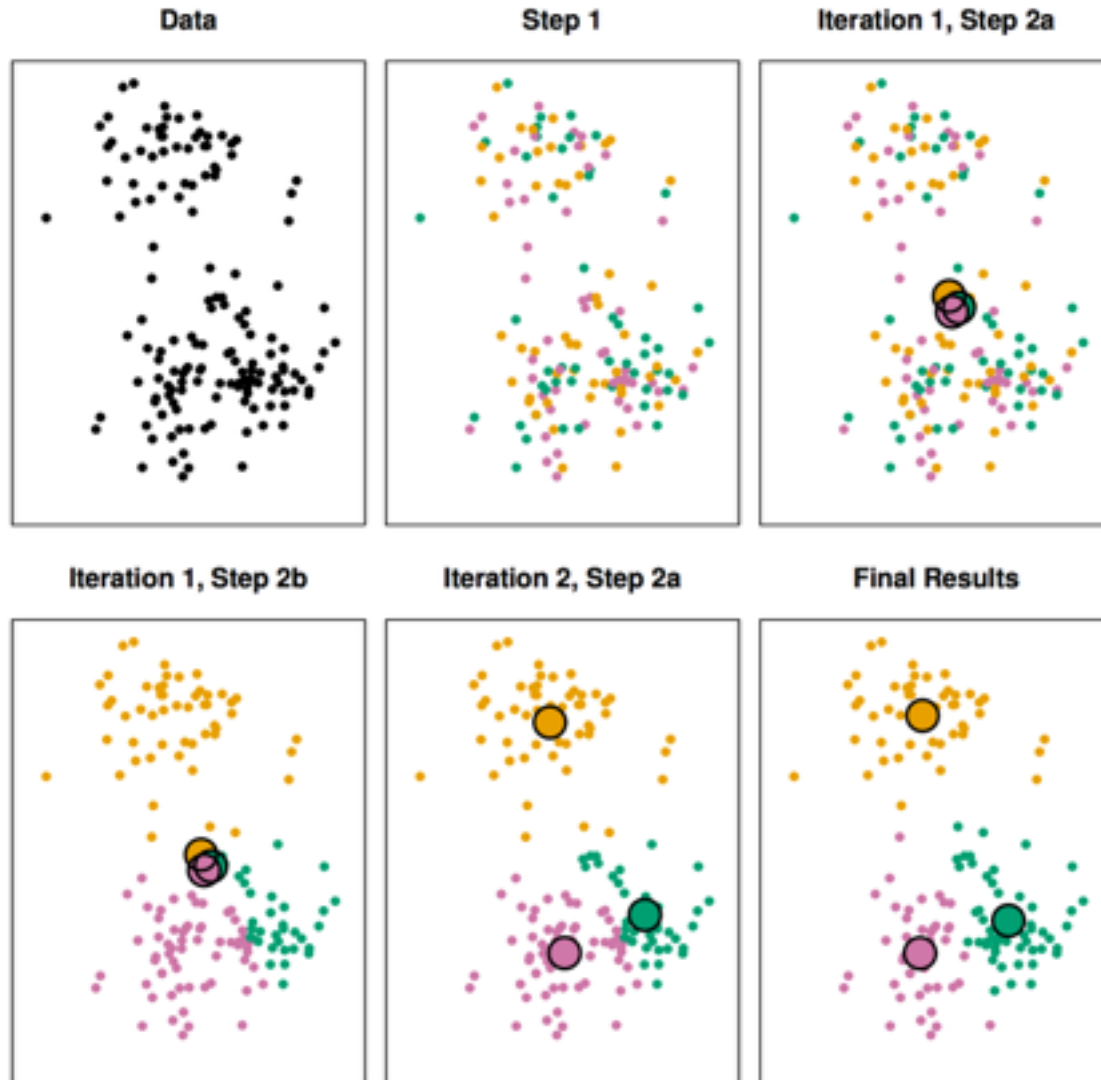 Data
Step 1
Iteration 1, Step 2a
Iteration 1, Step 2b
Iteration 2, Step 2a
Final Results